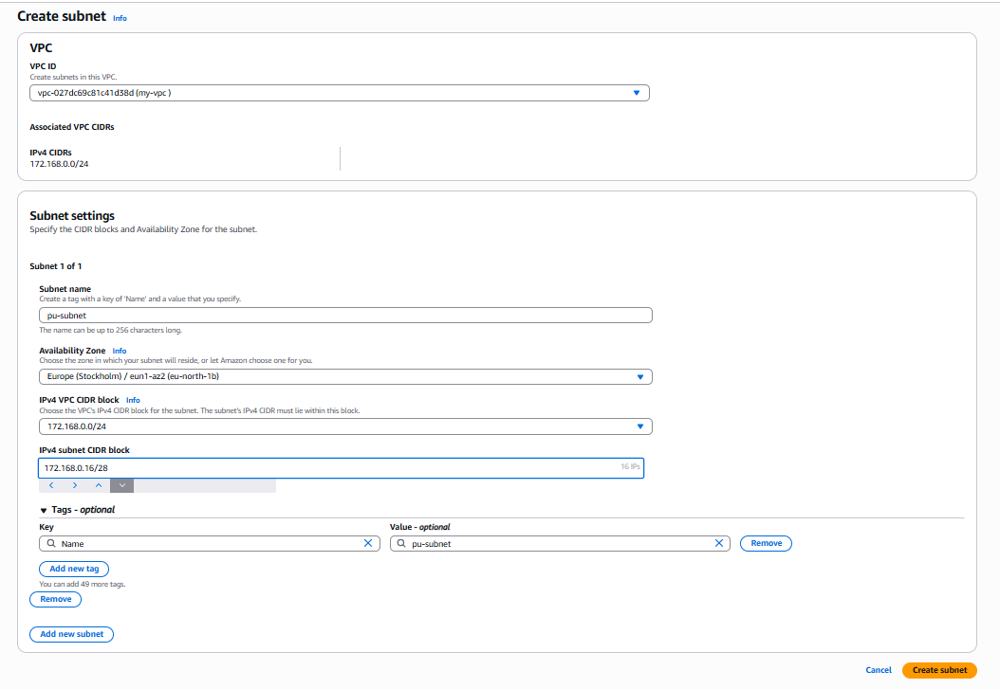 Create subnet Info
VPC
VPC ID
Create subnets in this VPC.
vpc-027dc69c81c41d38d (my-vpc )
Associated VPC CIDRs
IPv4 CIDRs
172.168.0.0/24
Subnet settings
Specify the CIDR blocks and Availability Zone for the subnet.
Subnet 1 of 1
Subnet name
Create a tag with a key of 'Name' and a value that you specify.
pu-subnet
The name can be up to 256 characters long.
Availability Zone Info
Choose the zone in which your subnet will reside, or let Amazon choose one for you.
Europe (Stockholm) / eun1-az2 (eu-north-1b)
IPv4 VPC CIDR block Info
Choose the VPC's IPv4 CIDR block for the subnet. The subnet's IPv4 CIDR must lie within this block.
172.168.0.0/24
IPv4 subnet CIDR block
172.168.0.16/28 16 IPs
Tags - optional
Key Value - optional
Name pu-subnet Remove
Add new tag
You can add 49 more tags.
Remove
Add new subnet
Cancel Create subnet